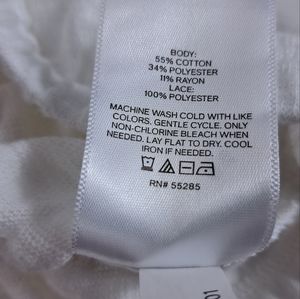 BODY:
55% COTTON
34% POLYESTER
11% RAYON
LACE:
100% POLYESTER
MACHINE WASH COLD WITH LIKE
COLORS. GENTLE CYCLE. ONLY
NON-CHLORINE BLEACH WHEN
NEEDED. LAY FLAT TO DRY. COOL
IRON IF NEEDED.
RN# 55285